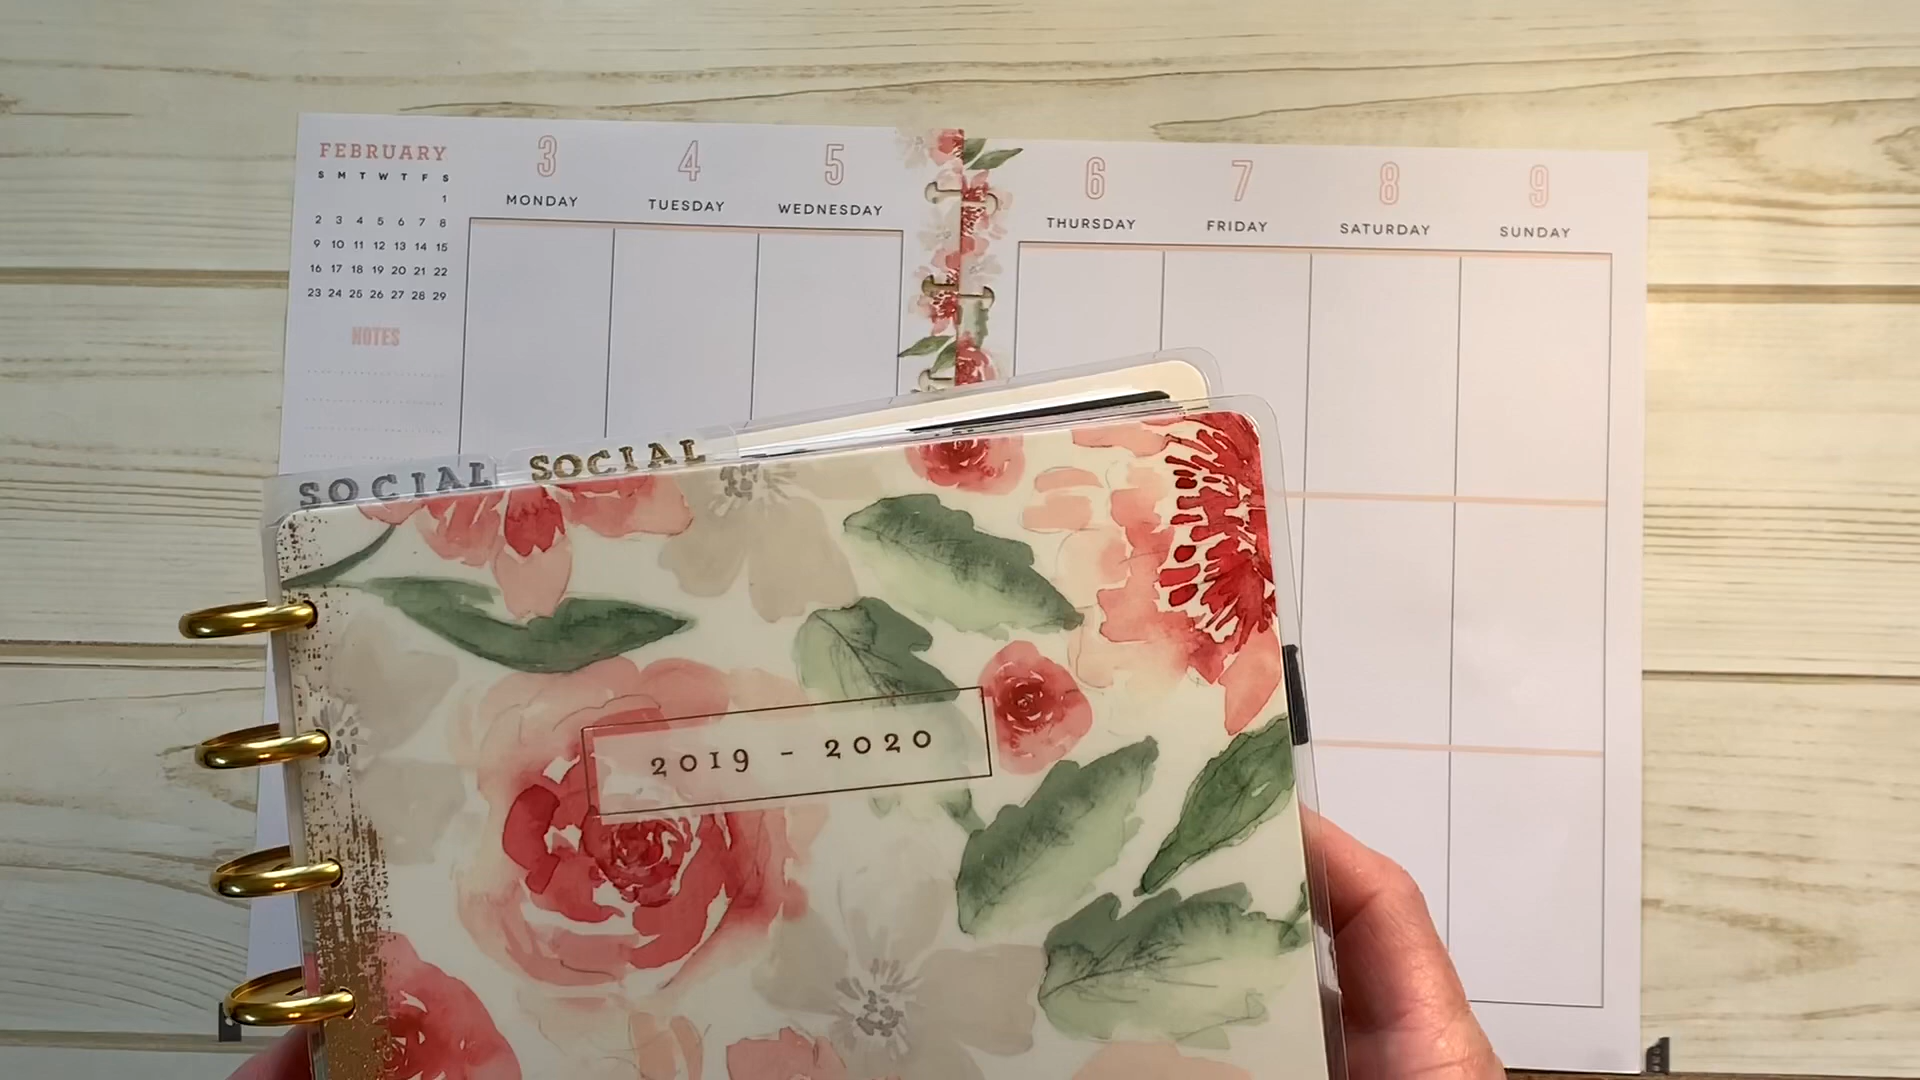 FEBRUARY
S M T W T F S
1
2 3 4 5 6 7 8
9 10 11 12 13 14 15
16 17 18 19 20 21 22
23 24 25 26 27 28 29
NOTES
3 4 5
MONDAY TUESDAY WEDNESDAY
6 7 8 9
THURSDAY FRIDAY SATURDAY SUNDAY
SOCIAL SOCIAL
2019 - 2020